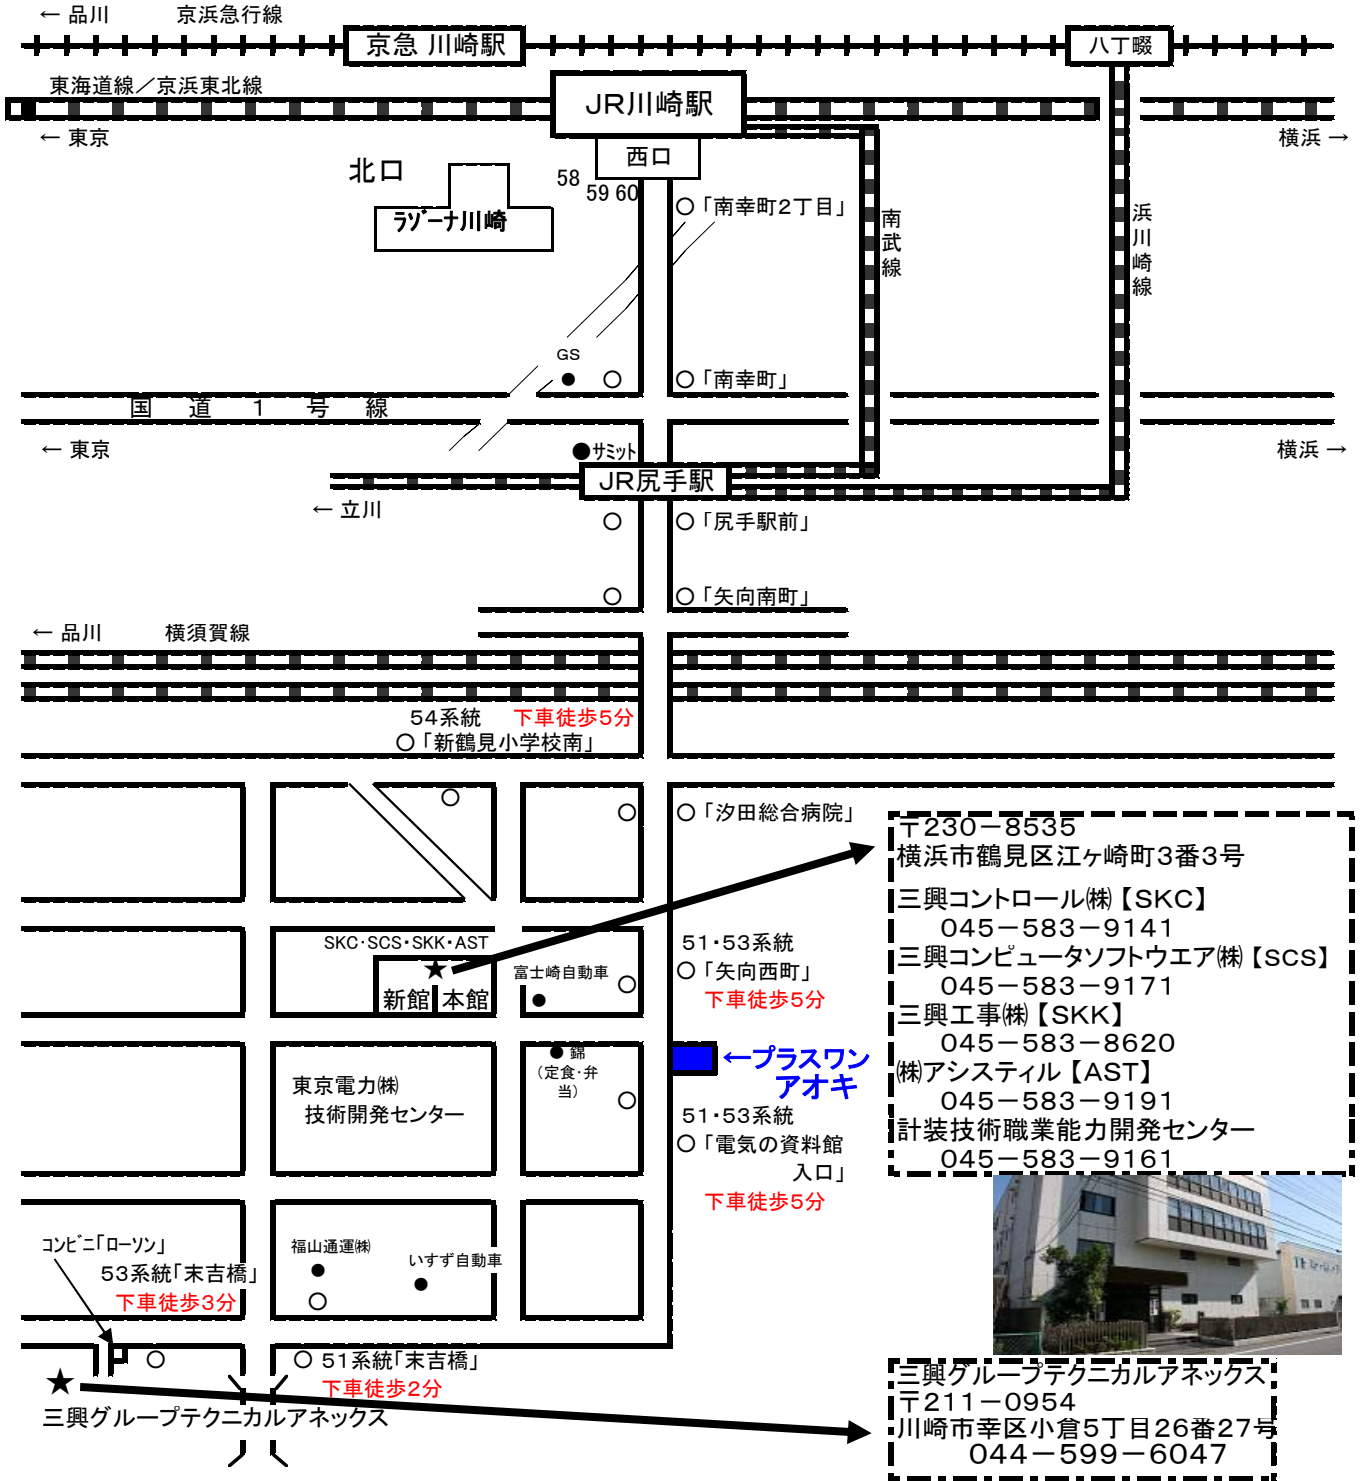 ← 品川 京浜急行線
京急 川崎駅
八丁畷
東海道線／京浜東北線
JR川崎駅
← 東京
横浜 →
西口
北口
58
59 60
ラゾーナ川崎
○「南幸町2丁目」
南武線
浜川崎線
GS
● ○ ○「南幸町」
国道1号線
← 東京
●サミット
横浜 →
JR尻手駅
← 立川
○ ○「尻手駅前」
○ ○「矢向南町」
← 品川 横須賀線
54系統 下車徒歩5分
○「新鶴見小学校南」
○ ○「汐田総合病院」
〒230－8535
横浜市鶴見区江ヶ崎町3番3号
三興コントロール㈱【SKC】
045－583－9141
三興コンピュータソフトウエア㈱【SCS】
045－583－9171
三興工事㈱【SKK】
045－583－8620
㈱アシスティル【AST】
045－583－9191
計装技術職業能力開発センター
045－583－9161
SKC・SCS・SKK・AST
★
新館 本館
富士崎自動車
●
51・53系統
○「矢向西町」
下車徒歩5分
● 錦
（定食・弁
当）
←プラスワン
アオキ
東京電力㈱
技術開発センター
51・53系統
○「電気の資料館
入口」
下車徒歩5分
コンビニ「ローソン」
53系統「末吉橋」
下車徒歩3分
福山通運㈱
●
いすず自動車
●
○ 51系統「末吉橋」
下車徒歩2分
★
三興グループテクニカルアネックス
三興グループテクニカルアネックス
〒211－0954
川崎市幸区小倉5丁目26番27号
044－599－6047